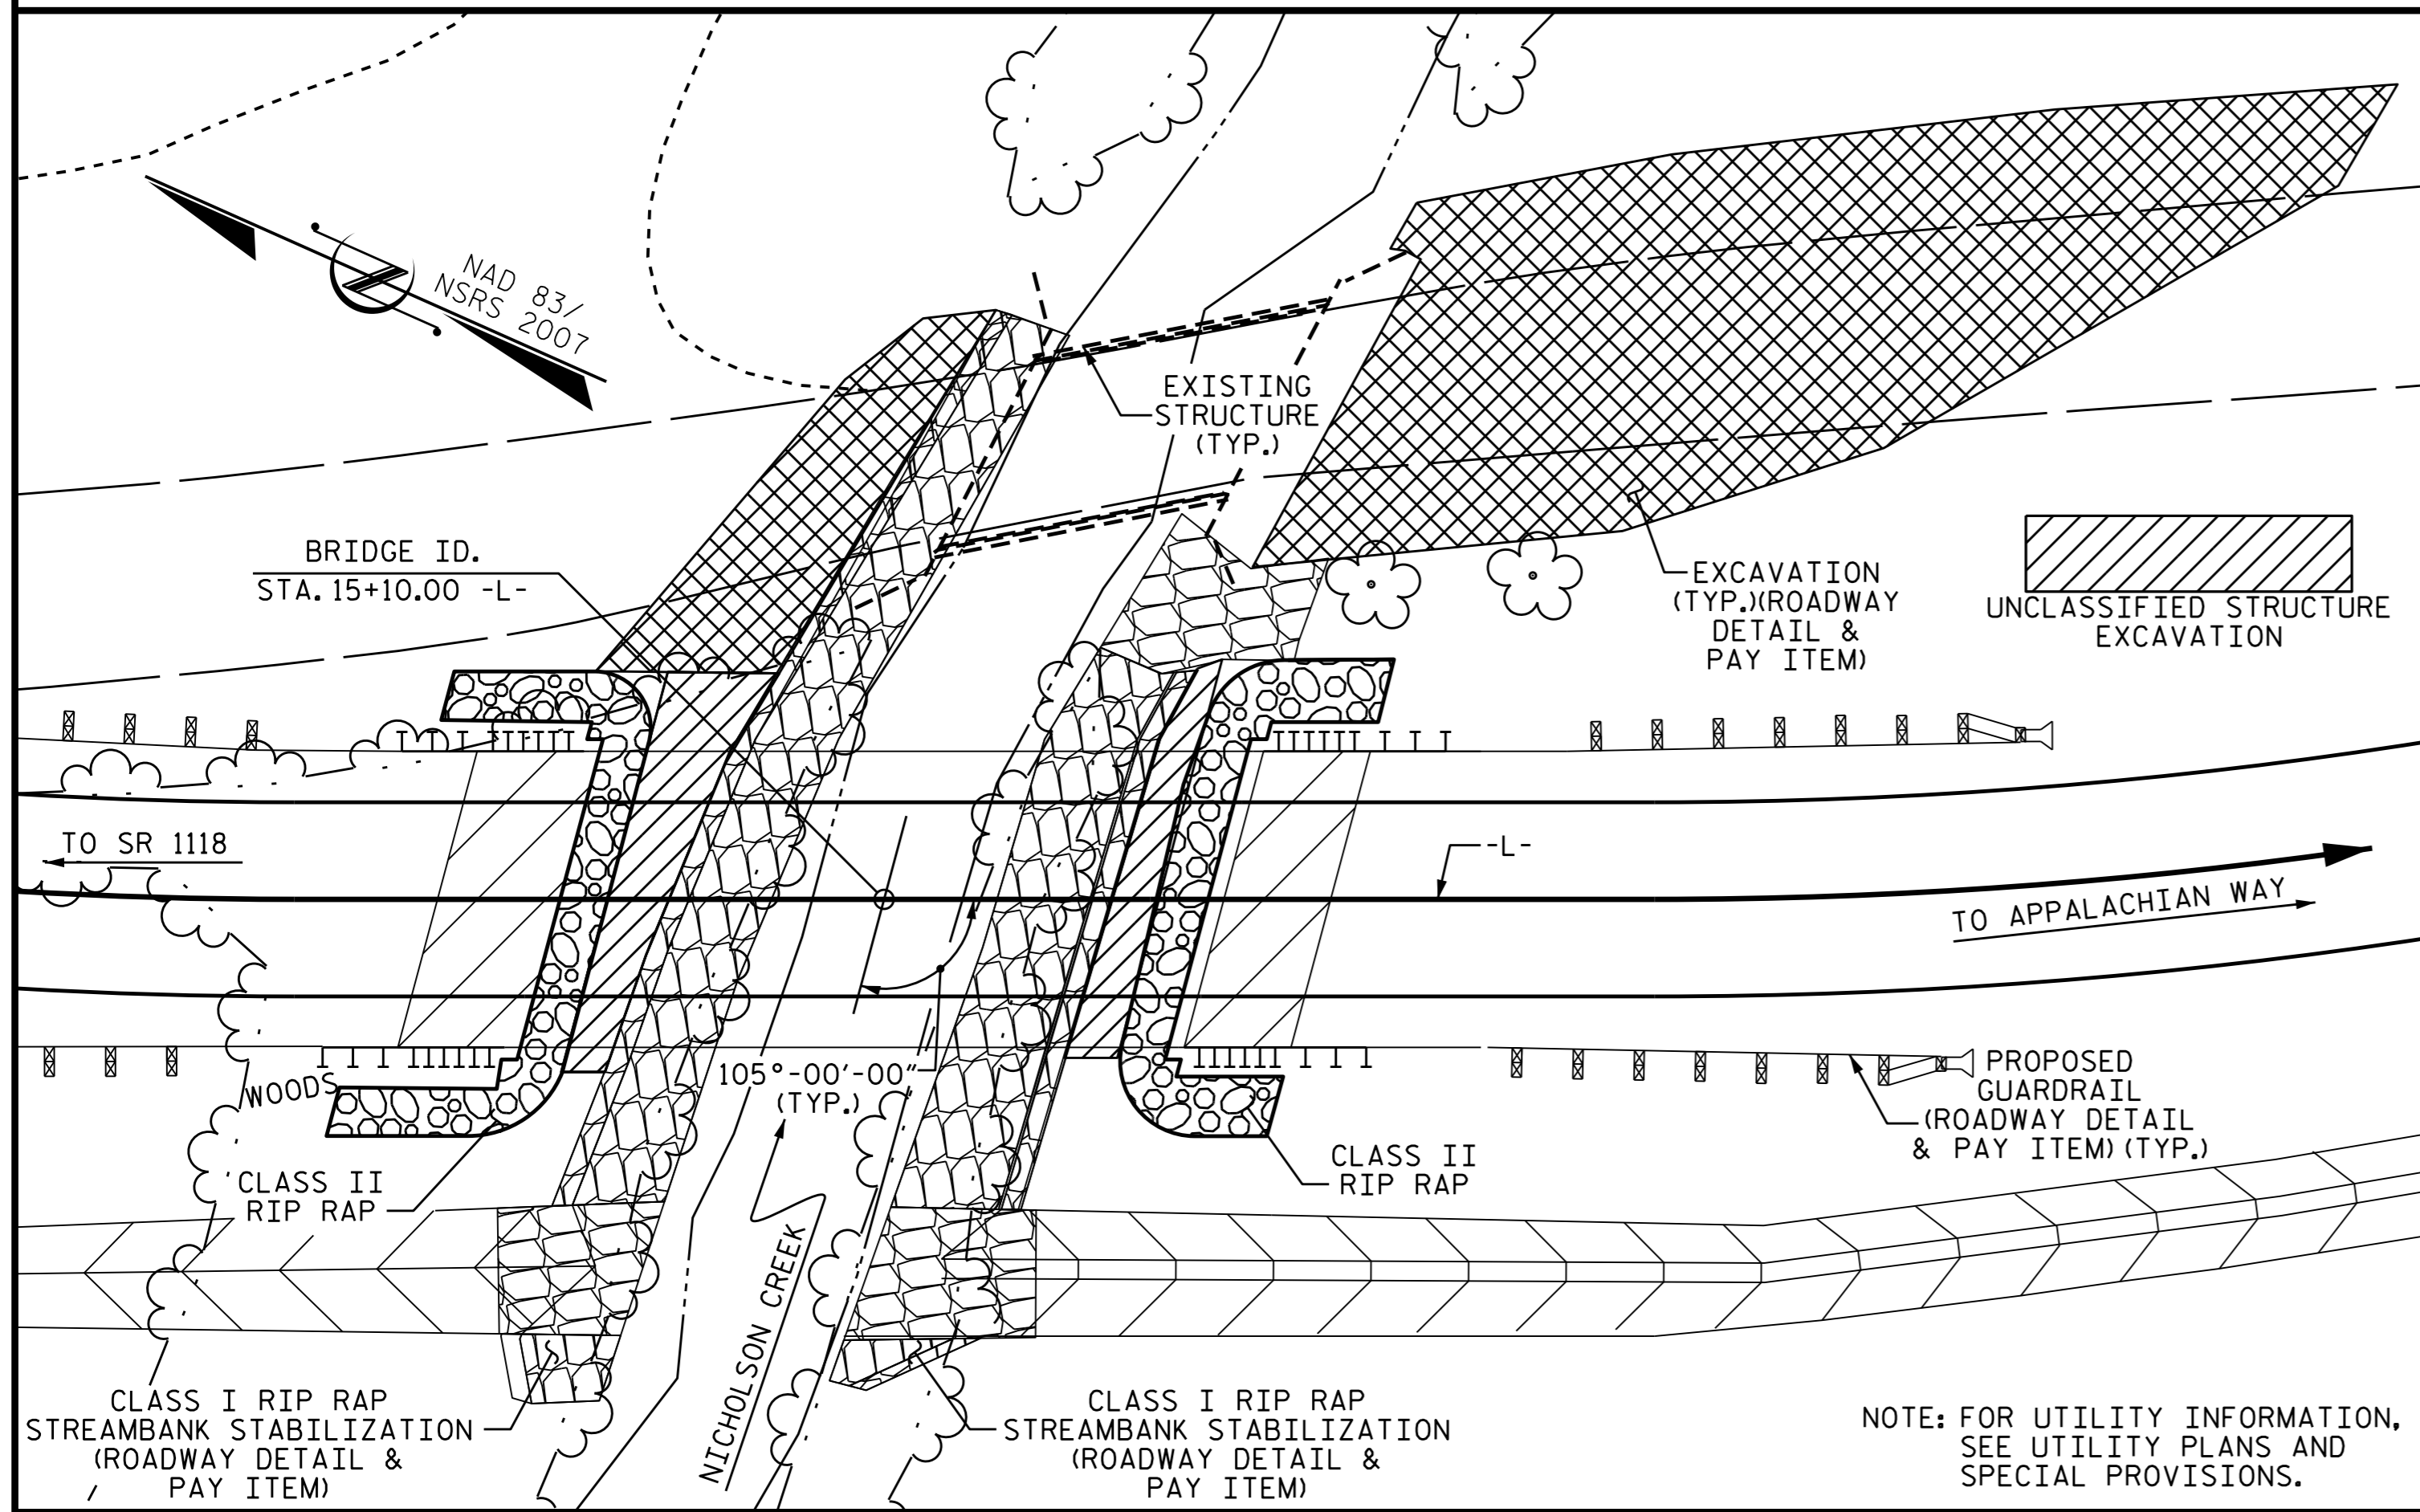 NAD 83/
NSRS 2007
EXISTING
STRUCTURE
(TYP.)
BRIDGE ID.
STA. 15+10.00 -L-
EXCAVATION
(TYP.)(ROADWAY
DETAIL &
PAY ITEM)
UNCLASSIFIED STRUCTURE
EXCAVATION
TO SR 1118
-L-
TO APPALACHIAN WAY
WOODS
105°-00'-00"
(TYP.)
PROPOSED
GUARDRAIL
(ROADWAY DETAIL
& PAY ITEM) (TYP.)
CLASS II
RIP RAP
CLASS II
RIP RAP
NICHOLSON CREEK
CLASS I RIP RAP
STREAMBANK STABILIZATION
(ROADWAY DETAIL &
PAY ITEM)
CLASS I RIP RAP
STREAMBANK STABILIZATION
(ROADWAY DETAIL &
PAY ITEM)
NOTE: FOR UTILITY INFORMATION,
SEE UTILITY PLANS AND
SPECIAL PROVISIONS.